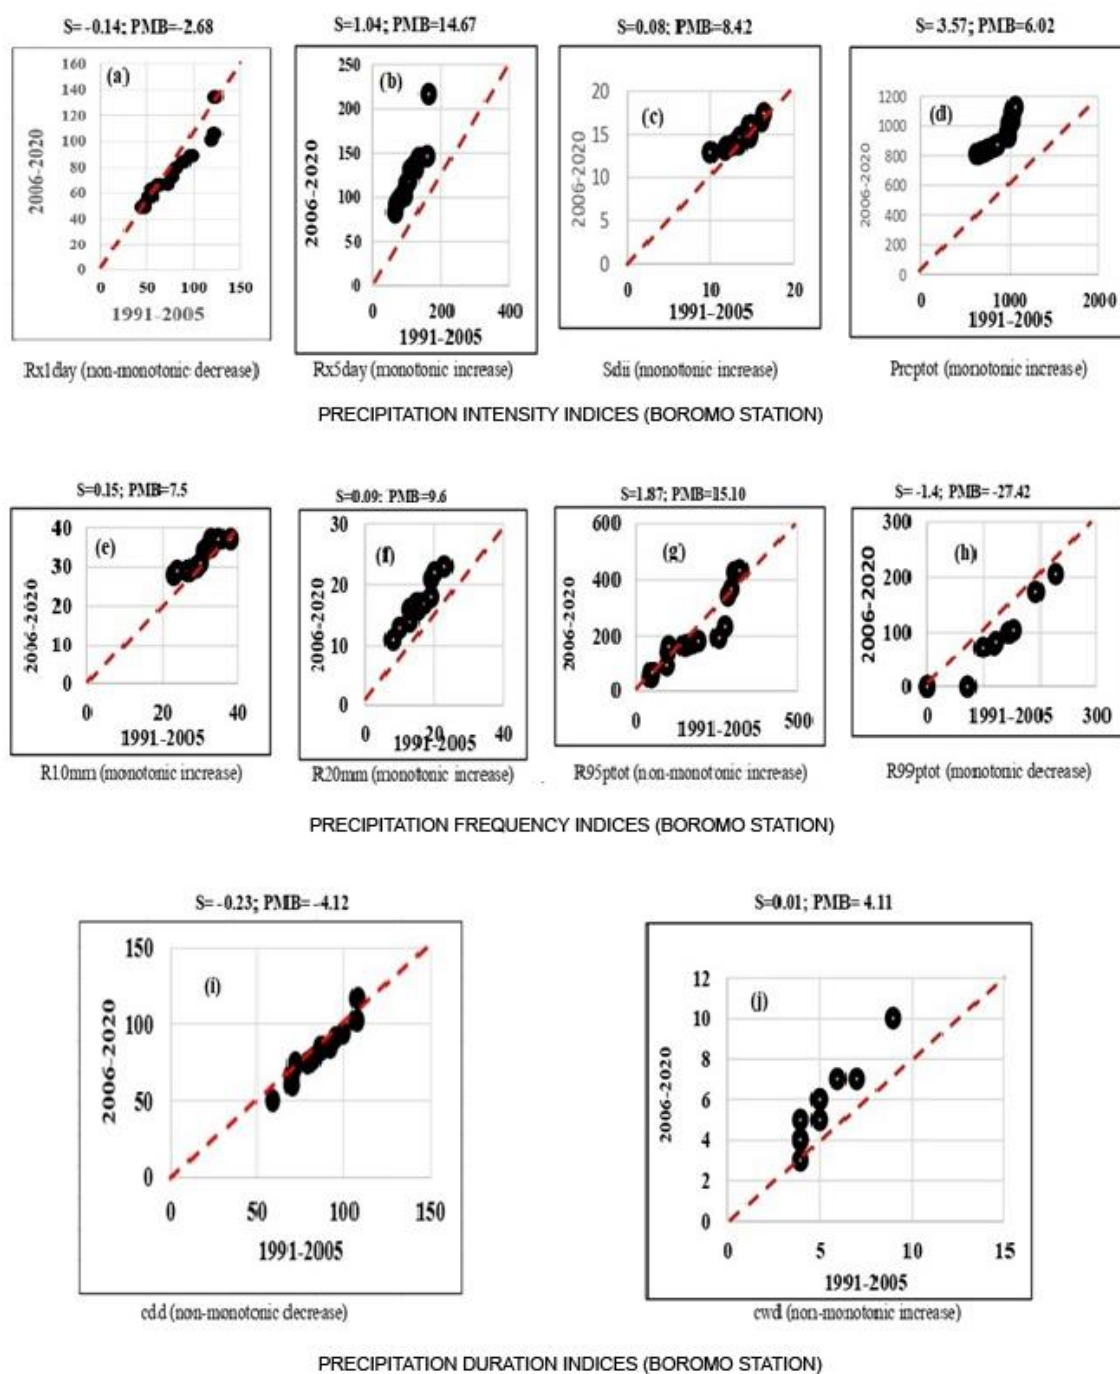 S= -0.14; PMB=-2.68
S=1.04; PMB=14.67
S=0.08; PMB=8.42
S=3.57; PMB=6.02
(a)
160
140
120
100
80
60
40
20
0
2006-2020
0 50 100 150
1991-2005
Rx1day (non-monotonic decrease)
(b)
250
200
150
100
50
0
2006-2020
0 200 400
1991-2005
Rx5day (monotonic increase)
(c)
20
15
10
5
0
2006-2020
0 10 20
1991-2005
Sdii (monotonic increase)
(d)
1200
1000
800
600
400
200
0
2006-2020
0 1000 2000
1991-2005
Prcptot (monotonic increase)
PRECIPITATION INTENSITY INDICES (BOROMO STATION)
S=0.15; PMB=7.5
S=0.09: PMB=9.6
S=1.87; PMB=15.10
S= -1.4; PMB= -27.42
(e)
40
30
20
10
0
2006-2020
0 20 40
1991-2005
R10mm (monotonic increase)
(f)
30
20
10
0
2006-2020
0 20 40
1991-2005
R20mm (monotonic increase)
(g)
600
400
200
0
2006-2020
0 500
1991-2005
R95ptot (non-monotonic increase)
(h)
300
200
100
0
2006-2020
0 300
1991-2005
R99ptot (monotonic decrease)
PRECIPITATION FREQUENCY INDICES (BOROMO STATION)
S= -0.23; PMB= -4.12
S=0.01; PMB= 4.11
(i)
150
100
50
0
2006-2020
0 50 100 150
1991-2005
cdd (non-monotonic decrease)
(j)
12
10
8
6
4
2
0
2006-2020
0 5 10 15
1991-2005
cwd (non-monotonic increase)
PRECIPITATION DURATION INDICES (BOROMO STATION)